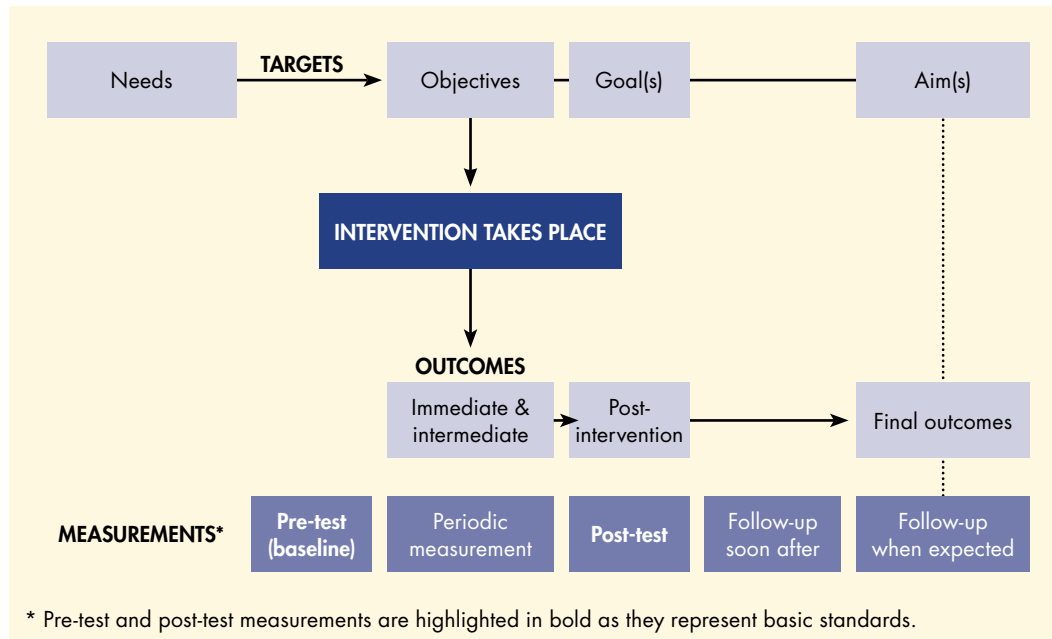 TARGETS
Needs
Objectives
Goal(s)
Aim(s)
INTERVENTION TAKES PLACE
OUTCOMES
Immediate &
intermediate
Post-
intervention
Final outcomes
MEASUREMENTS*
Pre-test
(baseline)
Periodic
measurement
Post-test
Follow-up
soon after
Follow-up
when expected
* Pre-test and post-test measurements are highlighted in bold as they represent basic standards.